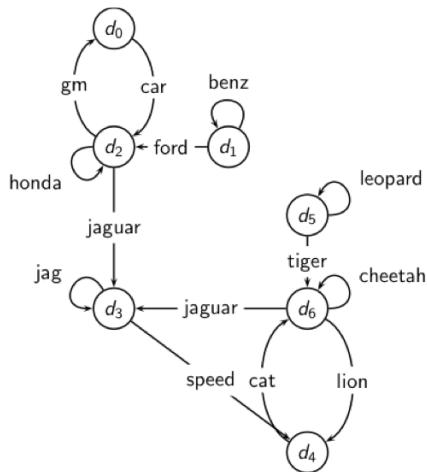 d0
gm car
benz
d2 ford d1
honda
leopard
d5
jaguar
tiger
jag
cheetah
d3 jaguar d6
speed cat lion
d4